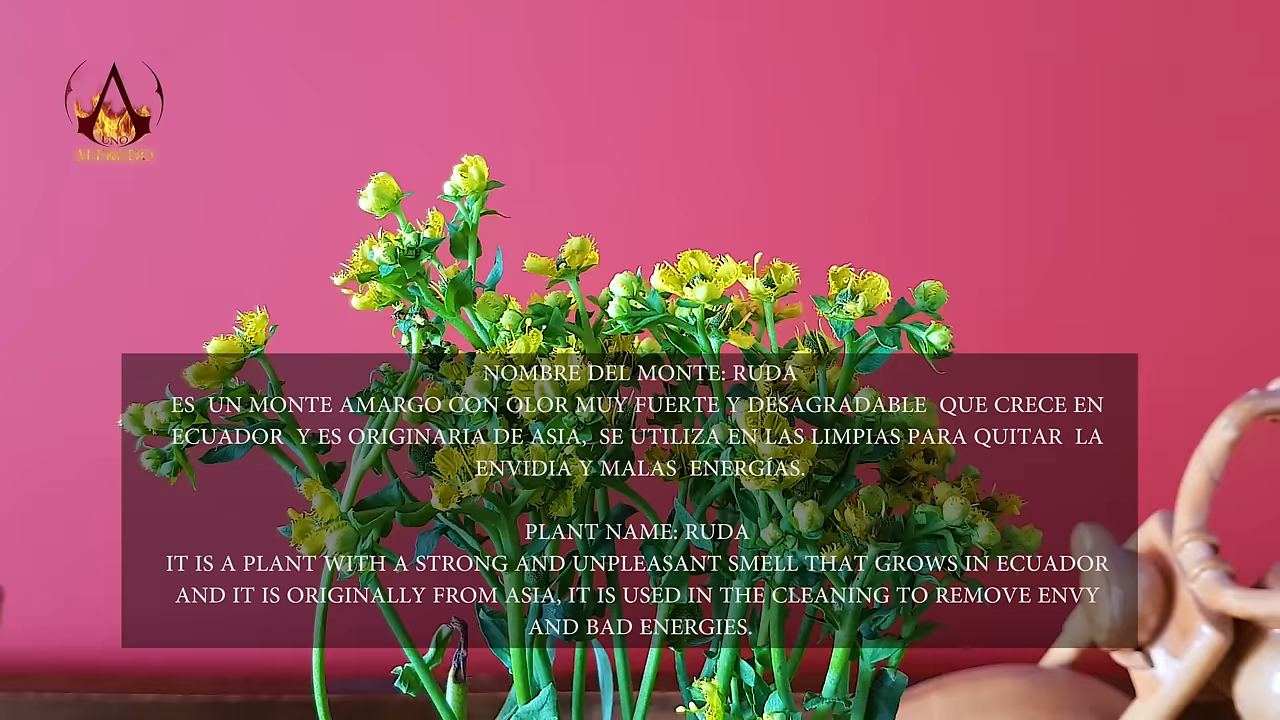 UNO
NOMBRE DEL MONTE: RUDA
ES UN MONTE AMARGO CON OLOR MUY FUERTE Y DESAGRADABLE QUE CRECE EN
ECUADOR Y ES ORIGINARIA DE ASIA, SE UTILIZA EN LAS LIMPIAS PARA QUITAR LA
ENVIDIA Y MALAS ENERGÍAS.
PLANT NAME: RUDA
IT IS A PLANT WITH A STRONG AND UNPLEASANT SMELL THAT GROWS IN ECUADOR
AND IT IS ORIGINALLY FROM ASIA, IT IS USED IN THE CLEANING TO REMOVE ENVY
AND BAD ENERGIES.